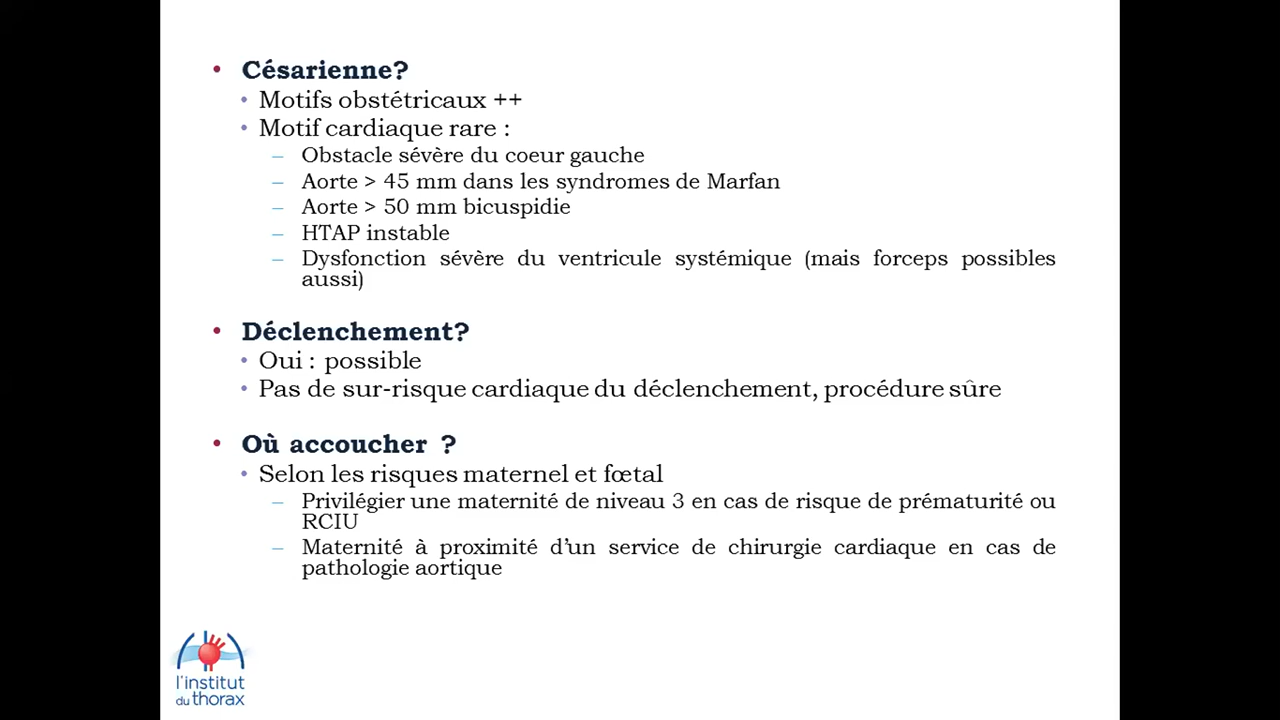 • Césarienne?
• Motifs obstétricaux ++
• Motif cardiaque rare :
– Obstacle sévère du coeur gauche
– Aorte > 45 mm dans les syndromes de Marfan
– Aorte > 50 mm bicuspidie
– HTAP instable
– Dysfonction sévère du ventricule systémique (mais forceps possibles
aussi)
• Déclenchement?
• Oui : possible
• Pas de sur-risque cardiaque du déclenchement, procédure sûre
• Où accoucher ?
• Selon les risques maternel et fœtal
– Privilégier une maternité de niveau 3 en cas de risque de prématurité ou
RCIU
– Maternité à proximité d’un service de chirurgie cardiaque en cas de
pathologie aortique
l'institut
du thorax